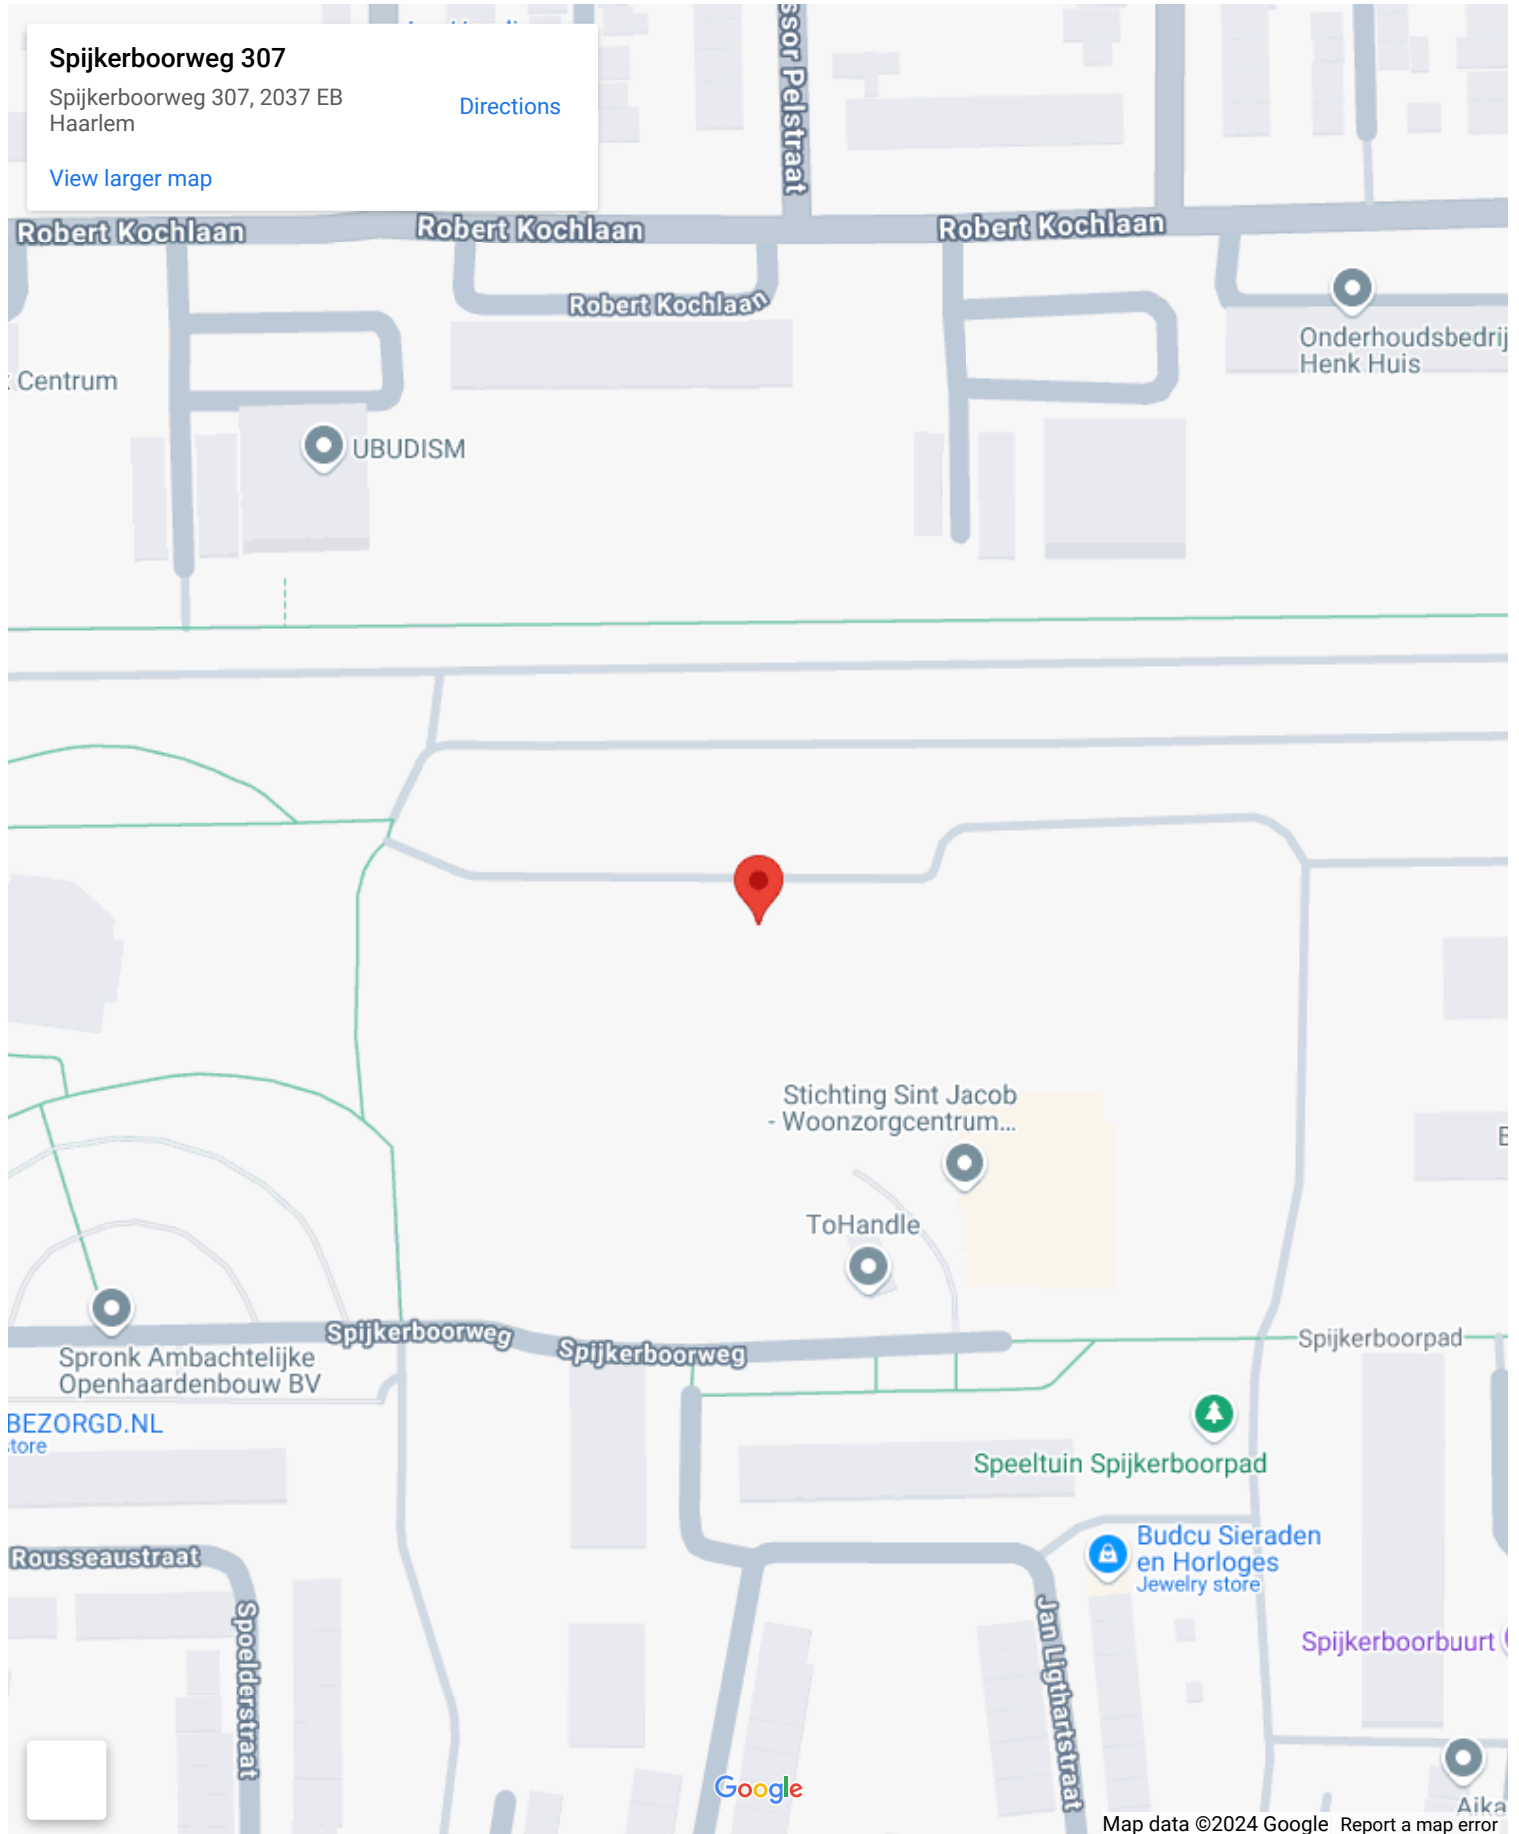 Spijkerboorweg 307
Spijkerboorweg 307, 2037 EB
Haarlem
Directions
View larger map
ssor Pelstraat
Robert Kochlaan
Robert Kochlaan
Robert Kochlaan
Robert Kochlaan
Onderhoudsbedrij
Henk Huis
Centrum
UBUDISM
Stichting Sint Jacob
- Woonzorgcentrum...
E
ToHandle
Spijkerboorweg
Spijkerboorweg
Spijkerboorpad
Spronk Ambachtelijke
Openhaardenbouw BV
BEZORGD.NL
store
Speeltuin Spijkerboorpad
Budcu Sieraden
en Horloges
Jewelry store
Rousseaustraat
Spoelderstraat
Jan Ligthartstraat
Spijkerboorbuurt
Google
Aika
Map data ©2024 Google
Report a map error